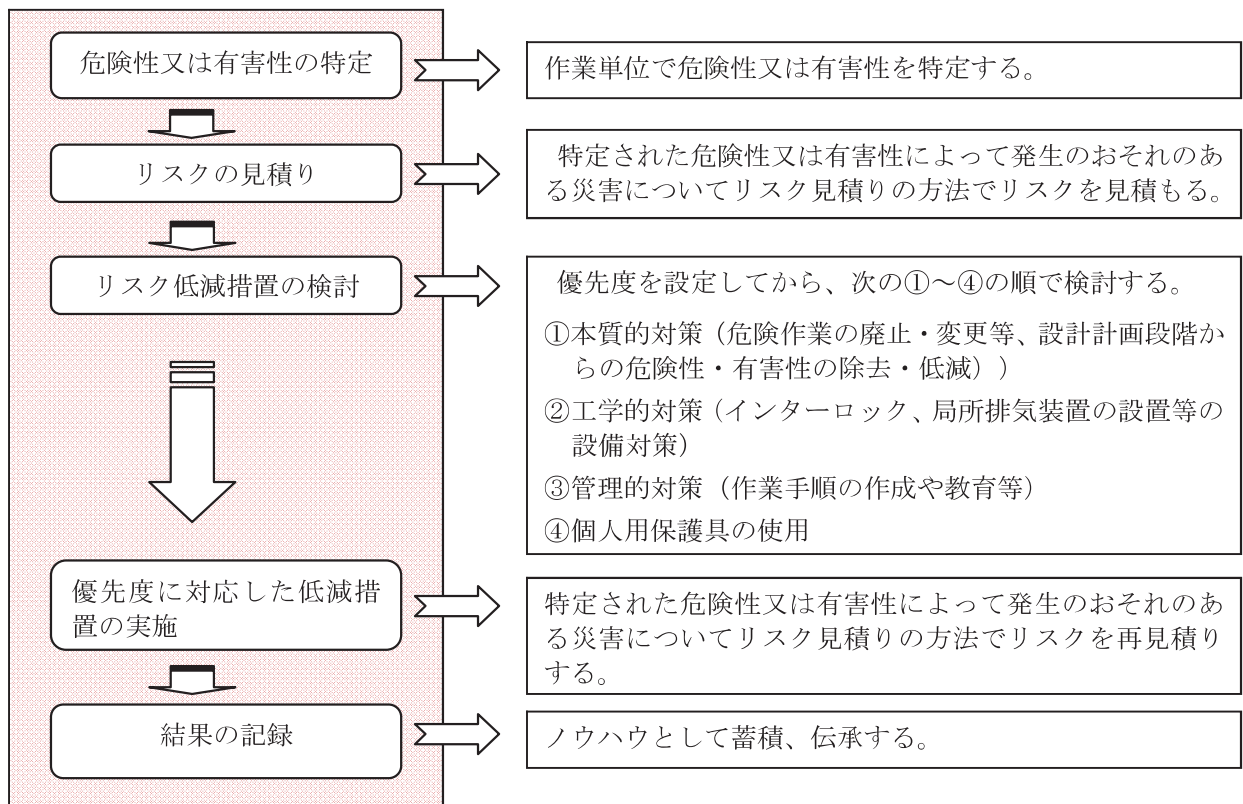 危険性又は有害性の特定
作業単位で危険性又は有害性を特定する。
リスクの見積り
特定された危険性又は有害性によって発生のおそれのあ
る災害についてリスク見積りの方法でリスクを見積もる。
リスク低減措置の検討
優先度を設定してから、次の①～④の順で検討する。
①本質的対策（危険作業の廃止・変更等、設計計画段階か
らの危険性・有害性の除去・低減））
②工学的対策（インターロック、局所排気装置の設置等の
設備対策）
③管理的対策（作業手順の作成や教育等）
④個人用保護具の使用
優先度に対応した低減措
置の実施
特定された危険性又は有害性によって発生のおそれのあ
る災害についてリスク見積りの方法でリスクを再見積り
する。
結果の記録
ノウハウとして蓄積、伝承する。